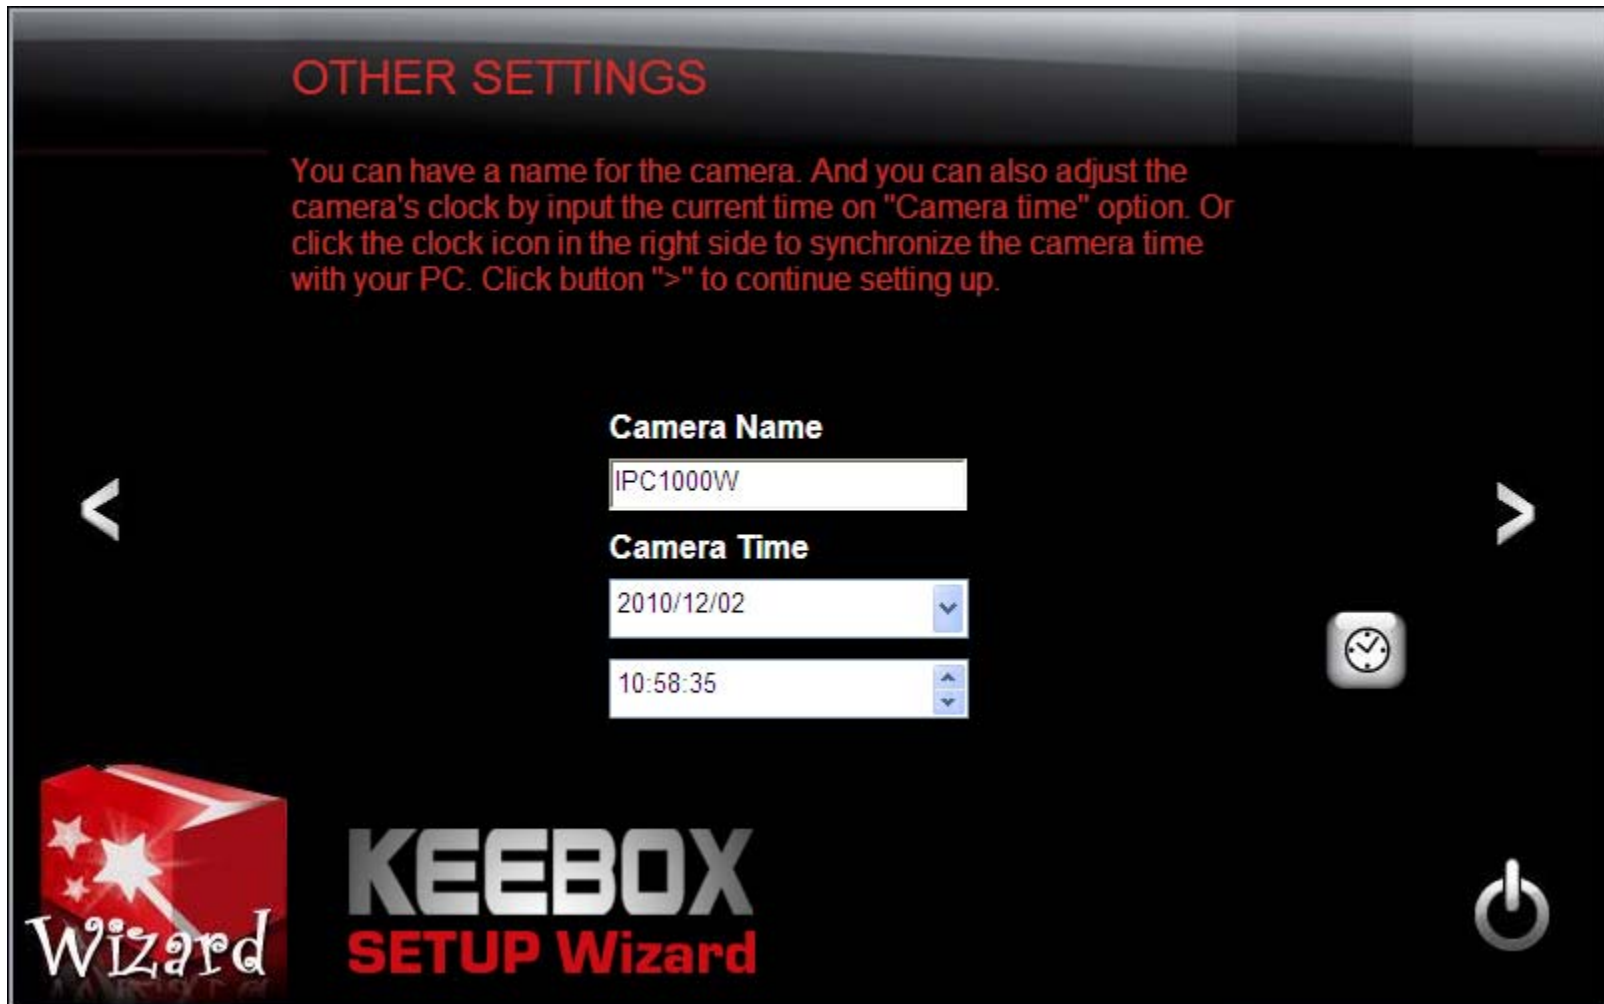 OTHER SETTINGS
You can have a name for the camera. And you can also adjust the
camera's clock by input the current time on "Camera time" option. Or
click the clock icon in the right side to synchronize the camera time
with your PC. Click button ">" to continue setting up.
Camera Name
IPC1000W
<
>
Camera Time
2010/12/02
10:58:35
Wizard
KEEBOX
SETUP Wizard